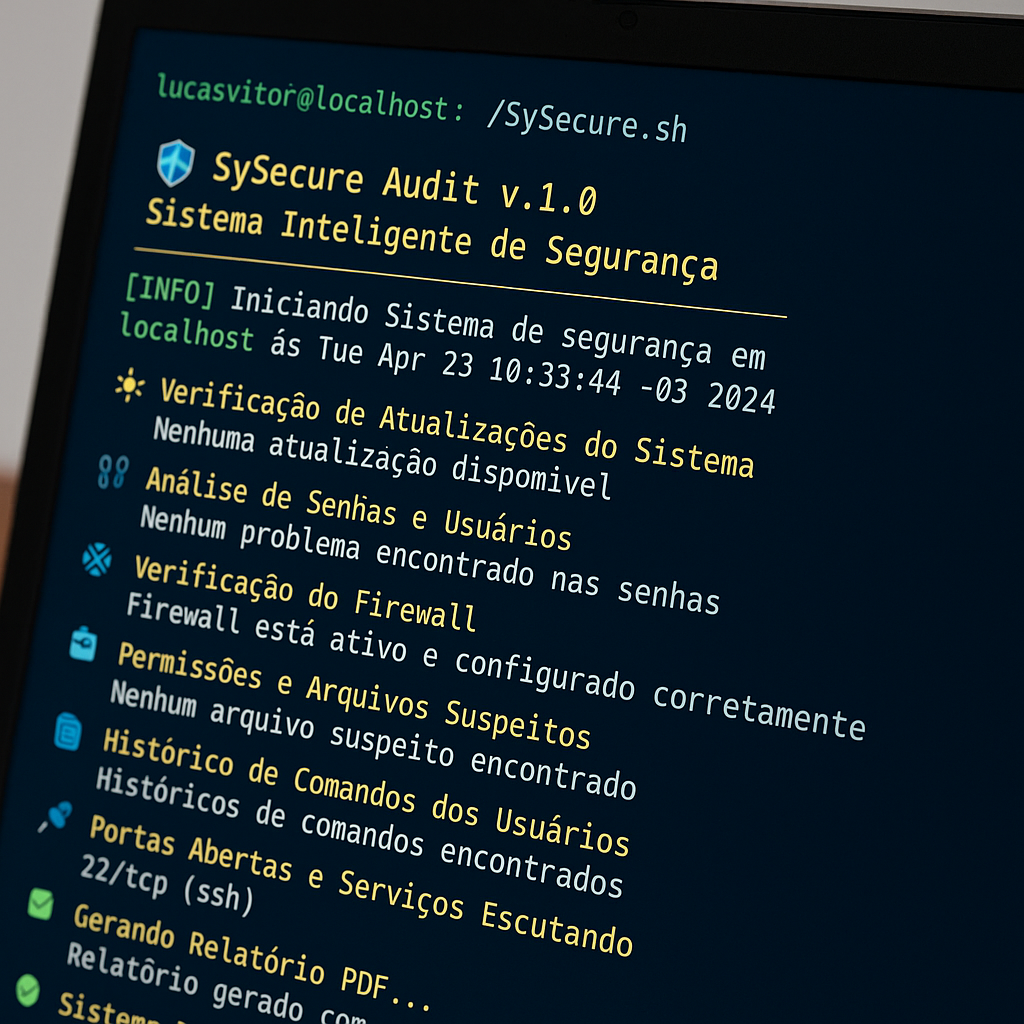 lucasvitor@localhost: /SySecure.sh
SySecure Audit v.1.0
Sistema Inteligente de Segurança
[INFO] Iniciando Sistema de segurança em
localhost ás Tue Apr 23 10:33:44 -03 2024
Verificação de Atualizações do Sistema
Nenhuma atualização dispomivel
Análise de Senhas e Usuários
Nenhum problema encontrado nas senhas
Verificação do Firewall
Firewall está ativo e configurado corretamente
Permissões e Arquivos Suspeitos
Nenhum arquivo suspeito encontrado
Histórico de Comandos dos Usuários
Históricos de comandos encontrados
Portas Abertas e Serviços Escutando
22/tcp (ssh)
Gerando Relatório PDF...
Relatôrio gerado com